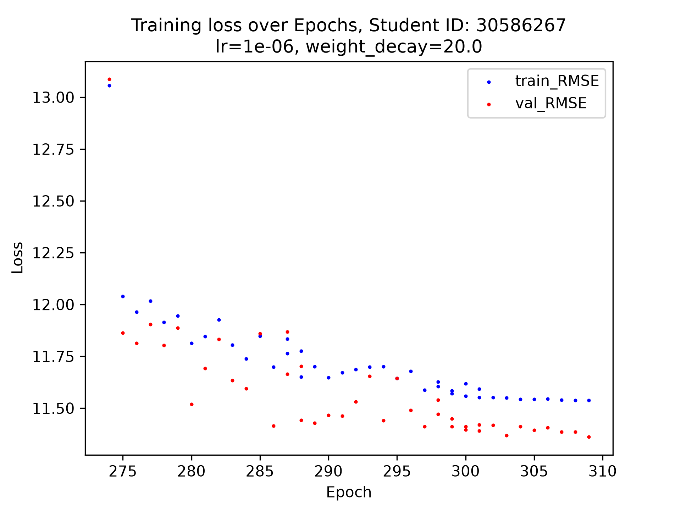 Training loss over Epochs, Student ID: 30586267
lr=1e-06, weight_decay=20.0
train_RMSE
val_RMSE
13.00
12.75
12.50
12.25
12.00
11.75
11.50
Loss
275
280
285
290
295
300
305
310
Epoch